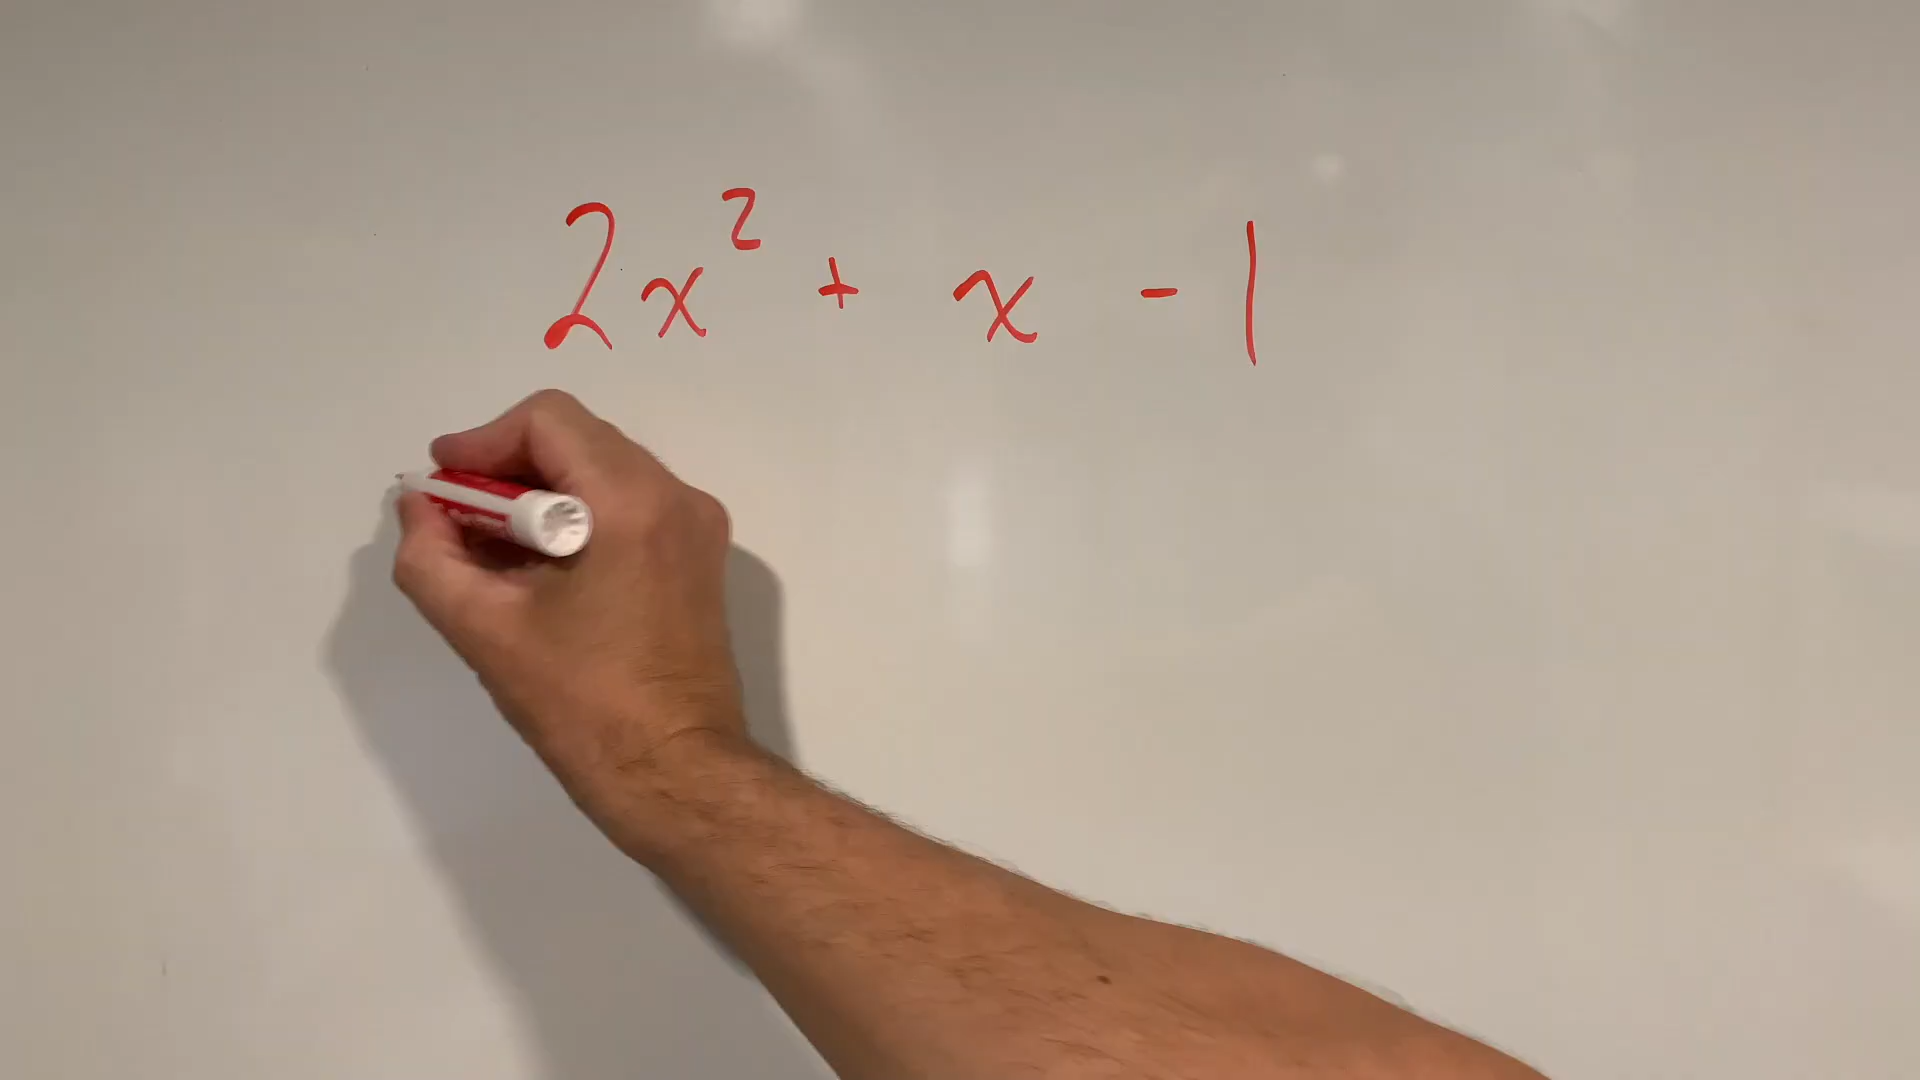 2x² + x - 1